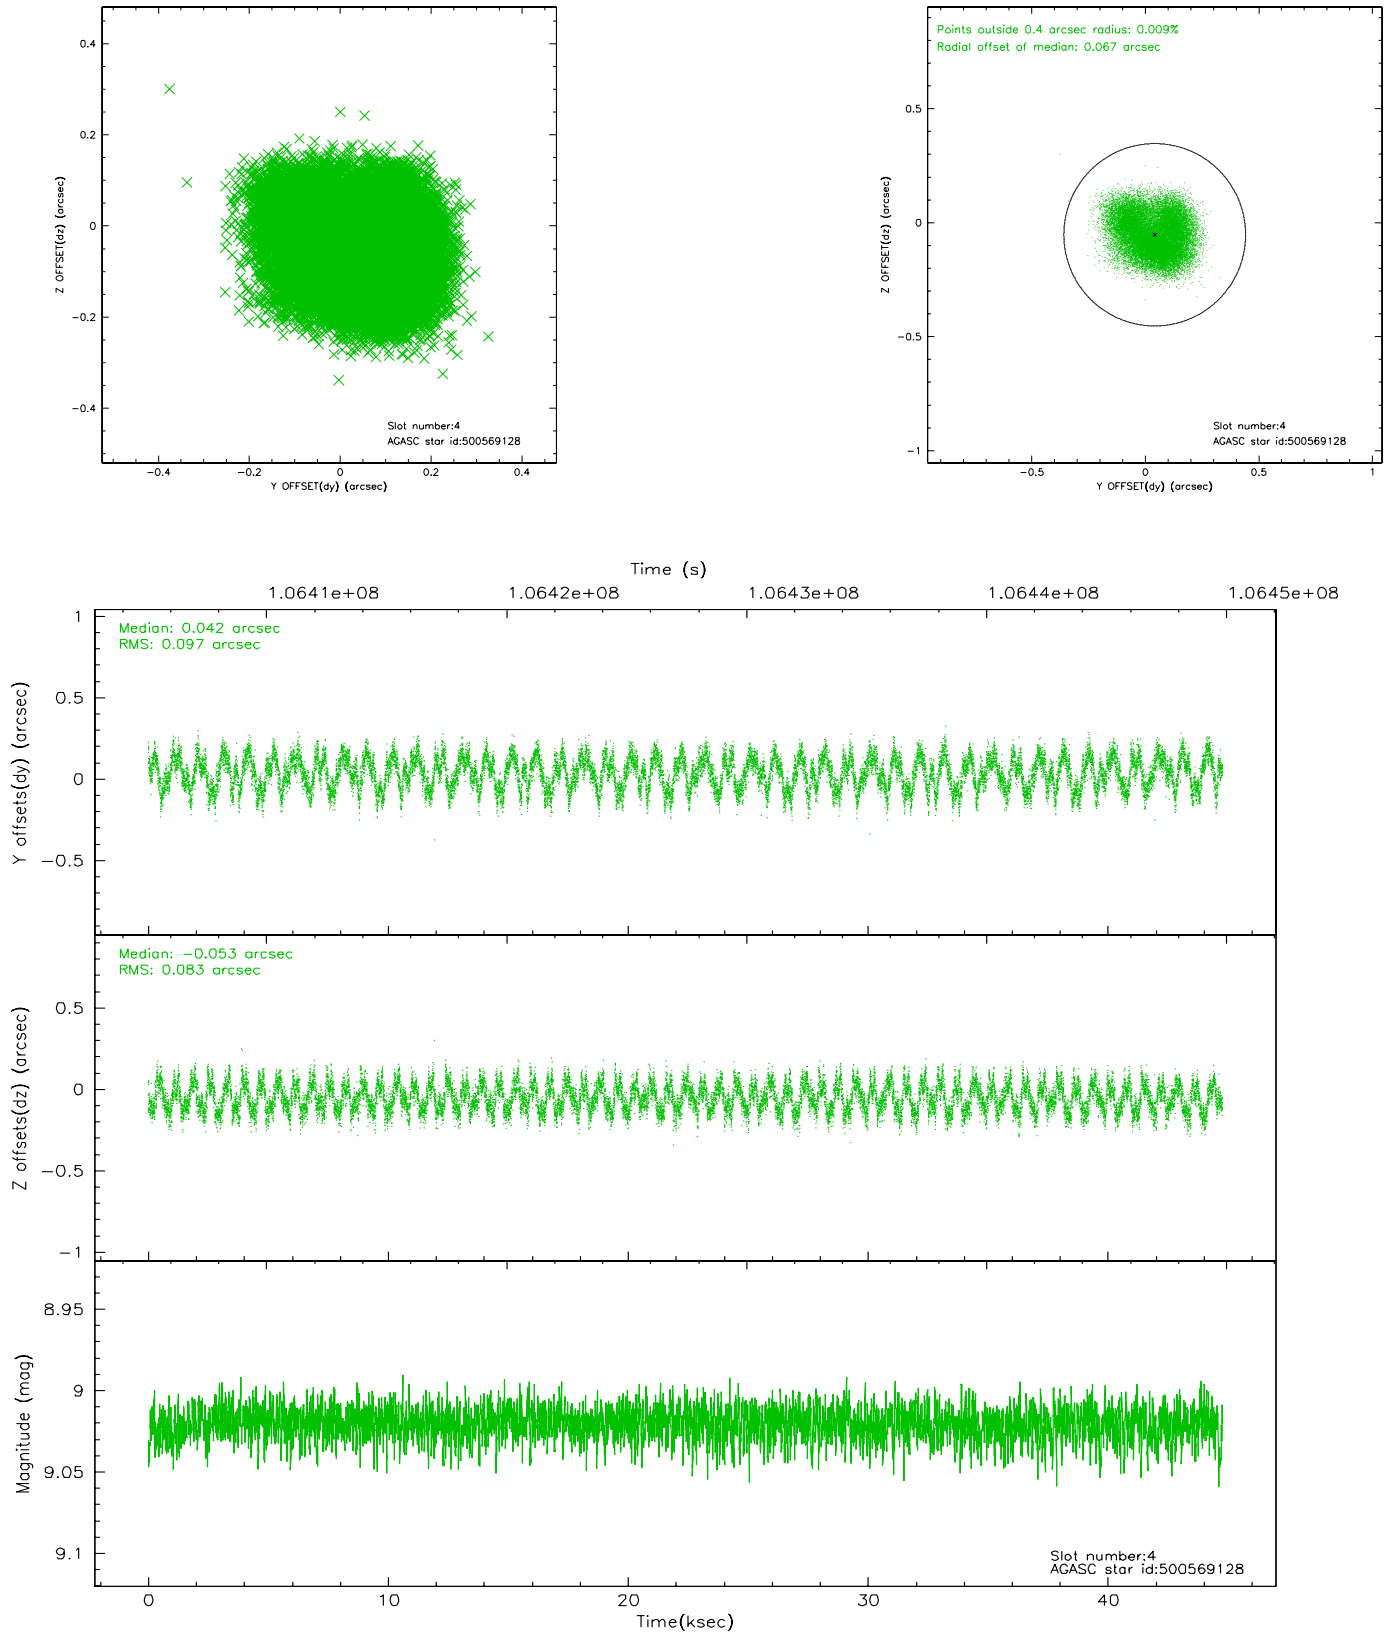 0.4
0.2
0
−0.2
−0.4
Z OFFSET(dz) (arcsec)
Slot number:4
AGASC star id:500569128
−0.4
−0.2
0
0.2
0.4
Y OFFSET(dy) (arcsec)
Points outside 0.4 arcsec radius: 0.009%
Radial offset of median: 0.067 arcsec
0.5
0
−0.5
−1
Z OFFSET(dz) (arcsec)
Slot number:4
AGASC star id:500569128
−0.5
0
0.5
1
Y OFFSET(dy) (arcsec)
Time (s)
1.0641e+08
1.0642e+08
1.0643e+08
1.0644e+08
1.0645e+08
Median: 0.042 arcsec
RMS: 0.097 arcsec
1
0.5
0
−0.5
Y offsets(dy) (arcsec)
Median: −0.053 arcsec
RMS: 0.083 arcsec
0.5
0
−0.5
−1
Z offsets(dz) (arcsec)
8.95
9
9.05
9.1
Magnitude (mag)
Slot number:4
AGASC star id:500569128
0
10
20
30
40
Time(ksec)